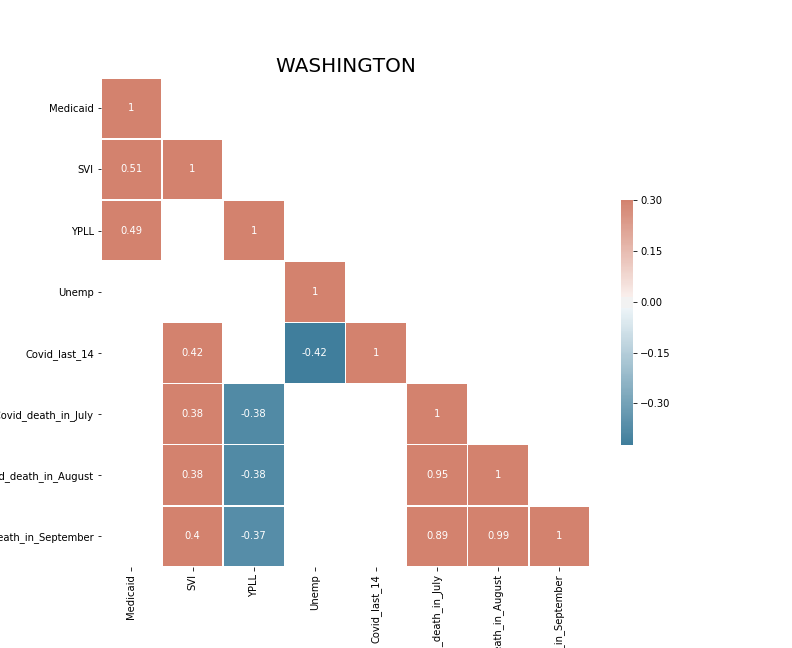 WASHINGTON
Medicaid
1
SVI
0.51 1
YPLL
0.49 1
Unemp
1
Covid_last_14
0.42 -0.42 1
ovid_death_in_July
0.38 -0.38 1
d_death_in_August
0.38 -0.38 0.95 1
eath_in_September
0.4 -0.37 0.89 0.99 1
Medicaid
SVI
YPLL
Unemp
Covid_last_14
_death_in_July
eath_in_August
_in_September
0.30
0.15
0.00
−0.15
−0.30